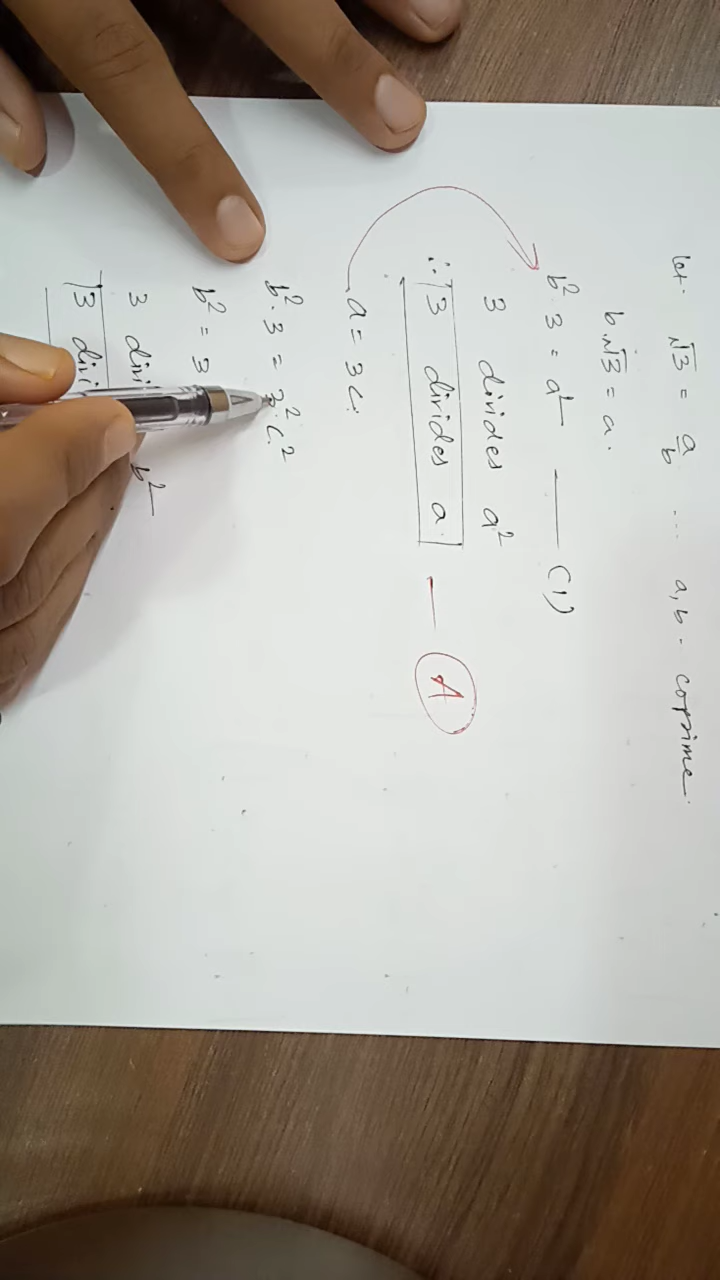 let. √3 = a/b ... a, b - coprime.
b.√3 = a.
b².3 = a² —— (1)
3 divides a²
∴ 3 divides a. — A
a = 3c.
b².3 = 3².c²
b² = 3
3 b²
3